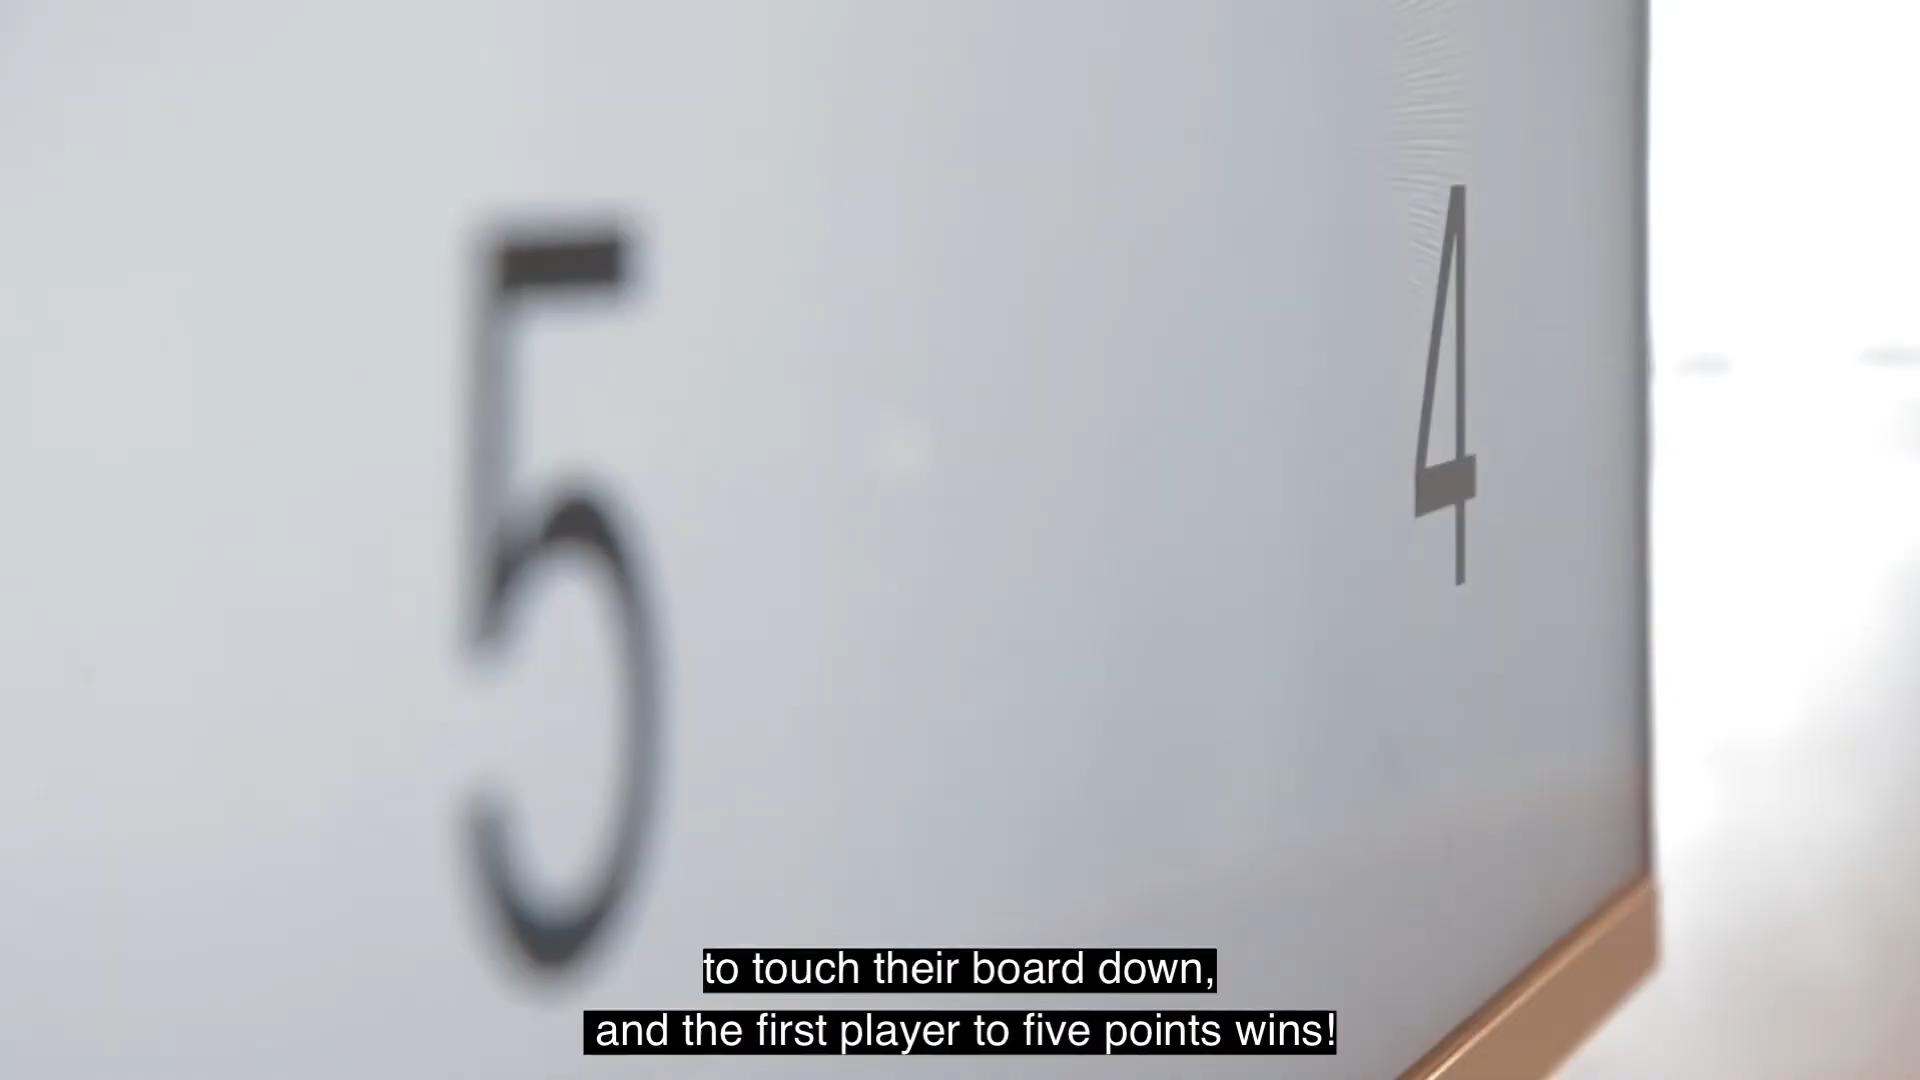 5 4
to touch their board down,
and the first player to five points wins!